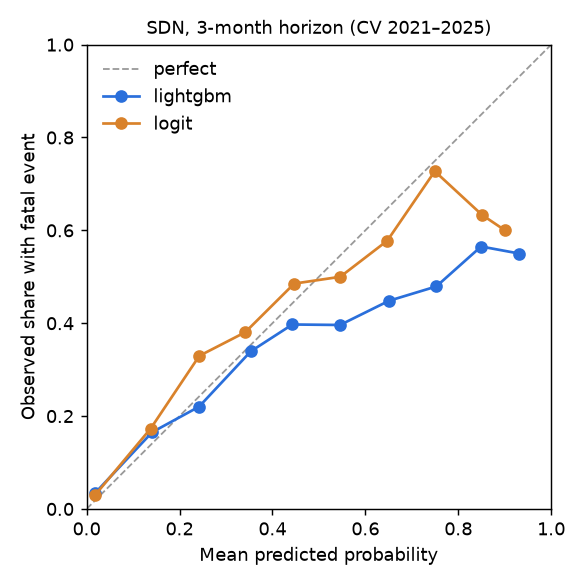 SDN, 3-month horizon (CV 2021–2025)
1.0
perfect
lightgbm
logit
0.8
0.6
0.4
0.2
0.0
Observed share with fatal event
0.0 0.2 0.4 0.6 0.8 1.0
Mean predicted probability